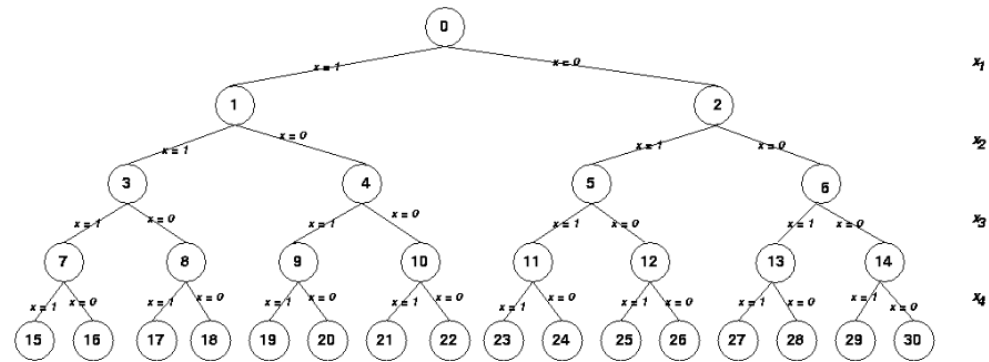 0
x = 1 x = 0 x1
1 2
x = 1 x = 0 x = 1 x = 0 x2
3 4 5 6
x = 1 x = 0 x = 1 x = 0 x = 1 x = 0 x = 1 x = 0 x3
7 8 9 10 11 12 13 14
x = 1 x = 0 x = 1 x = 0 x = 1 x = 0 x = 1 x = 0 x = 1 x = 0 x = 1 x = 0 x = 1 x = 0 x = 1 x = 0 x4
15 16 17 18 19 20 21 22 23 24 25 26 27 28 29 30